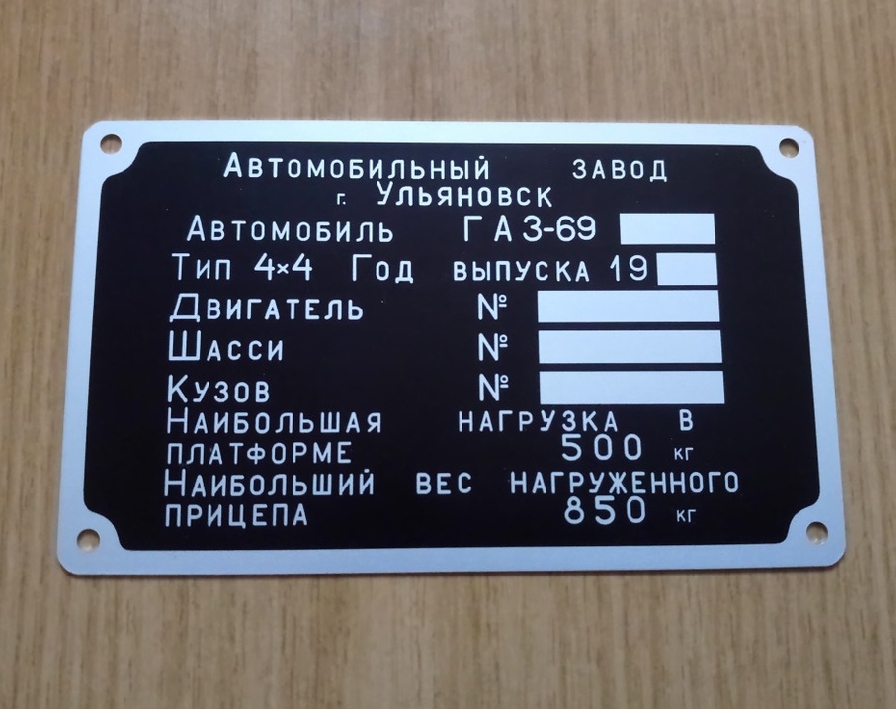 Автомобильный завод
г. Ульяновск
Автомобиль ГАЗ-69
Тип 4×4 Год выпуска 19
Двигатель №
Шасси №
Кузов №
Наибольшая нагрузка в
платформе 500 кг
Наибольший вес нагруженного
прицепа 850 кг